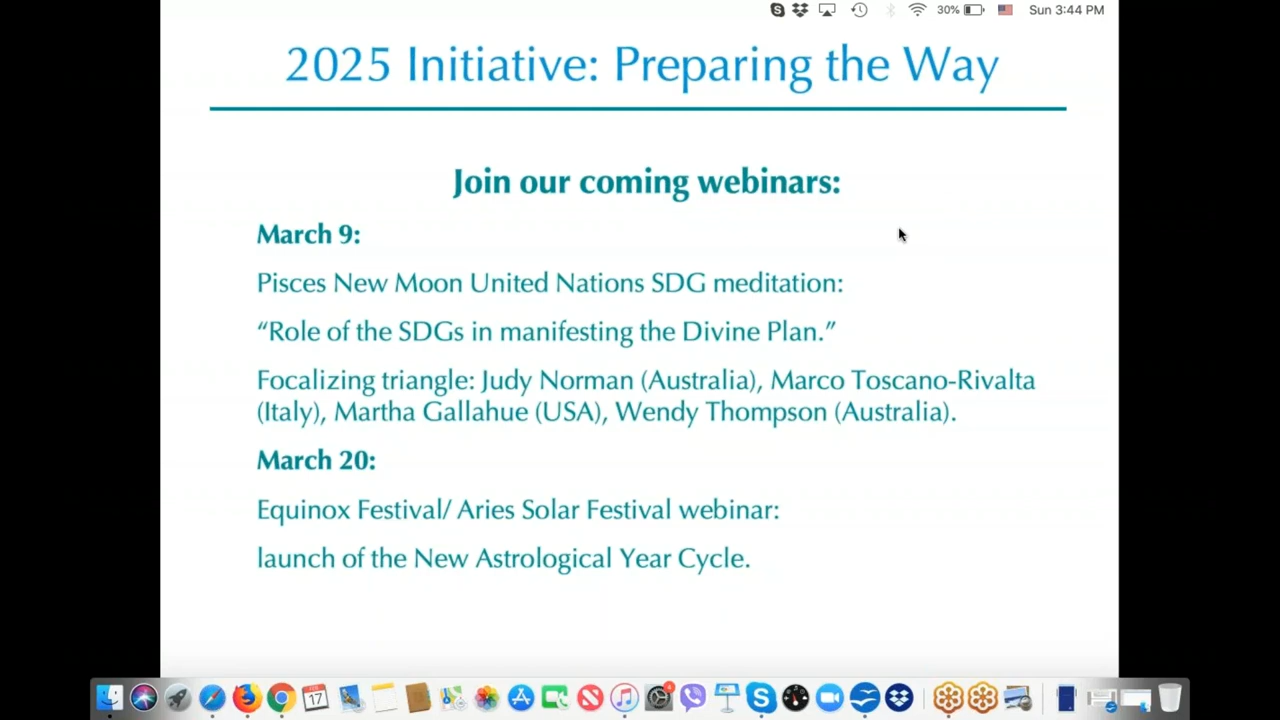 30%
Sun 3:44 PM
2025 Initiative: Preparing the Way
Join our coming webinars:
March 9:
Pisces New Moon United Nations SDG meditation:
“Role of the SDGs in manifesting the Divine Plan.”
Focalizing triangle: Judy Norman (Australia), Marco Toscano-Rivalta
(Italy), Martha Gallahue (USA), Wendy Thompson (Australia).
March 20:
Equinox Festival/ Aries Solar Festival webinar:
launch of the New Astrological Year Cycle.
17